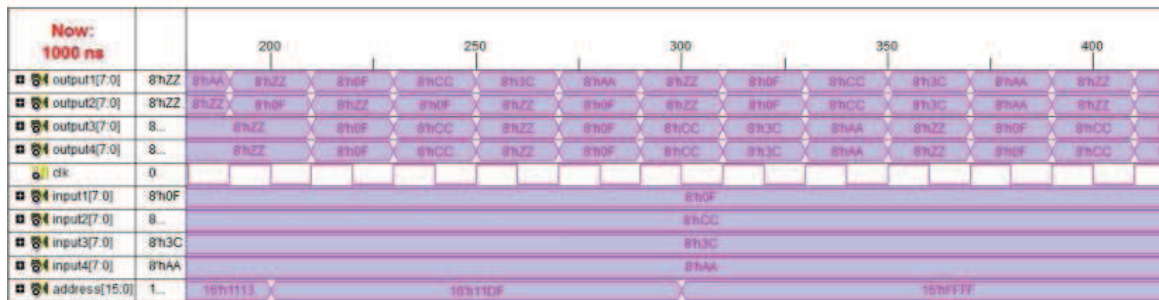 Now:
1000 ns
200 250 300 350 400
output1[7:0] 8'hZZ 8'hAA 8'hZZ 8'h0F 8'hCC 8'h3C 8'hAA 8'hZZ 8'h0F 8'hCC 8'h3C 8'hAA 8'hZZ
output2[7:0] 8'hZZ 8'hZZ 8'h0F 8'hZZ 8'h0F 8'hZZ 8'h0F 8'hZZ 8'h0F 8'hCC 8'h3C 8'hAA 8'hZZ
output3[7:0] 8... 8'hZZ 8'h0F 8'hCC 8'hZZ 8'h0F 8'hCC 8'h3C 8'hAA 8'hZZ 8'h0F 8'hCC
output4[7:0] 8... 8'hZZ 8'h0F 8'hCC 8'hZZ 8'h0F 8'hCC 8'h3C 8'hAA 8'hZZ 8'h0F 8'hCC
clk 0
input1[7:0] 8'h0F 8'h0F
input2[7:0] 8... 8'hCC
input3[7:0] 8'h3C 8'h3C
input4[7:0] 8'hAA 8'hAA
address[15:0] 1... 16'h1113 16'h11DF 16'hFFFF